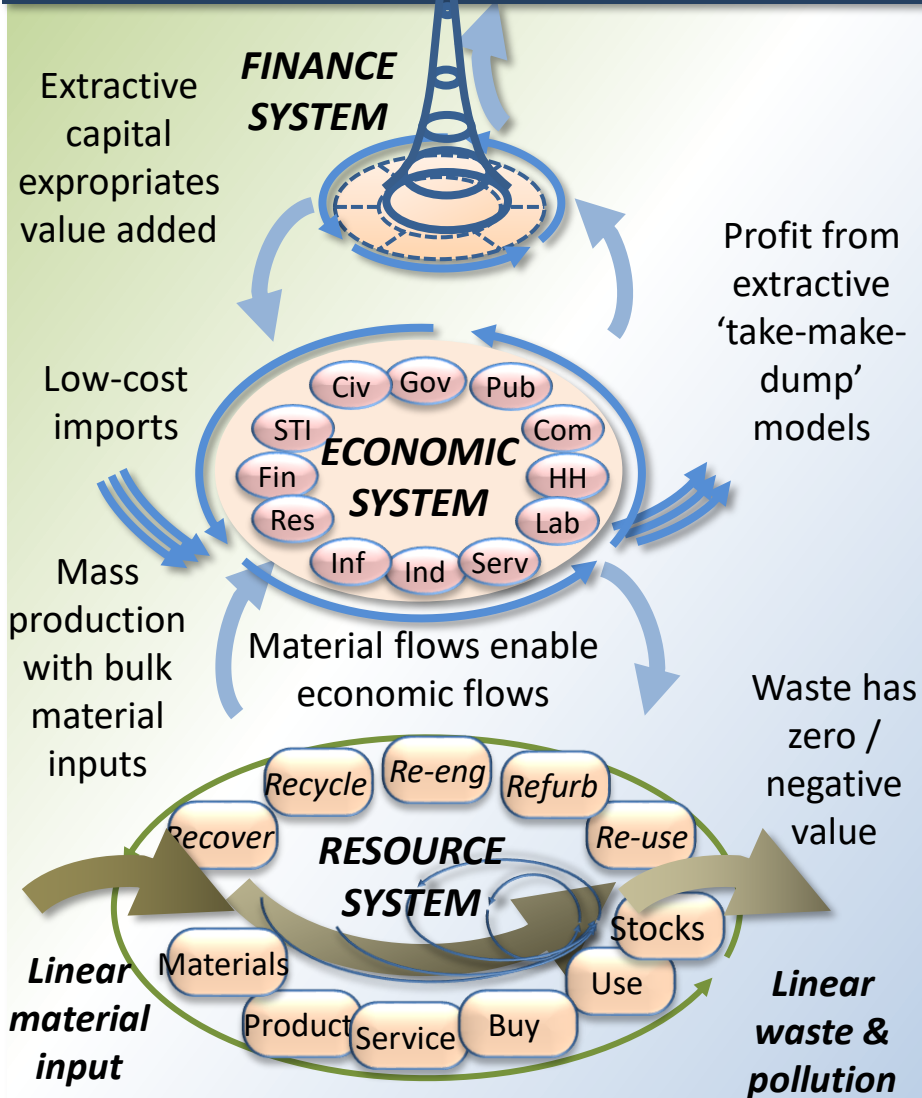 FINANCE
SYSTEM
Extractive
capital
expropriates
value added
Profit from
extractive
‘take-make-
dump’
models
Low-cost
imports
Civ
Gov
Pub
STI
Com
Fin
HH
Res
Lab
Inf
Ind
Serv
ECONOMIC
SYSTEM
Mass
production
with bulk
material
inputs
Material flows enable
economic flows
Waste has
zero /
negative
value
Recover
Recycle
Re-eng
Refurb
Re-use
RESOURCE
SYSTEM
Stocks
Materials
Use
Product
Service
Buy
Linear
material
input
Linear
waste &
pollution